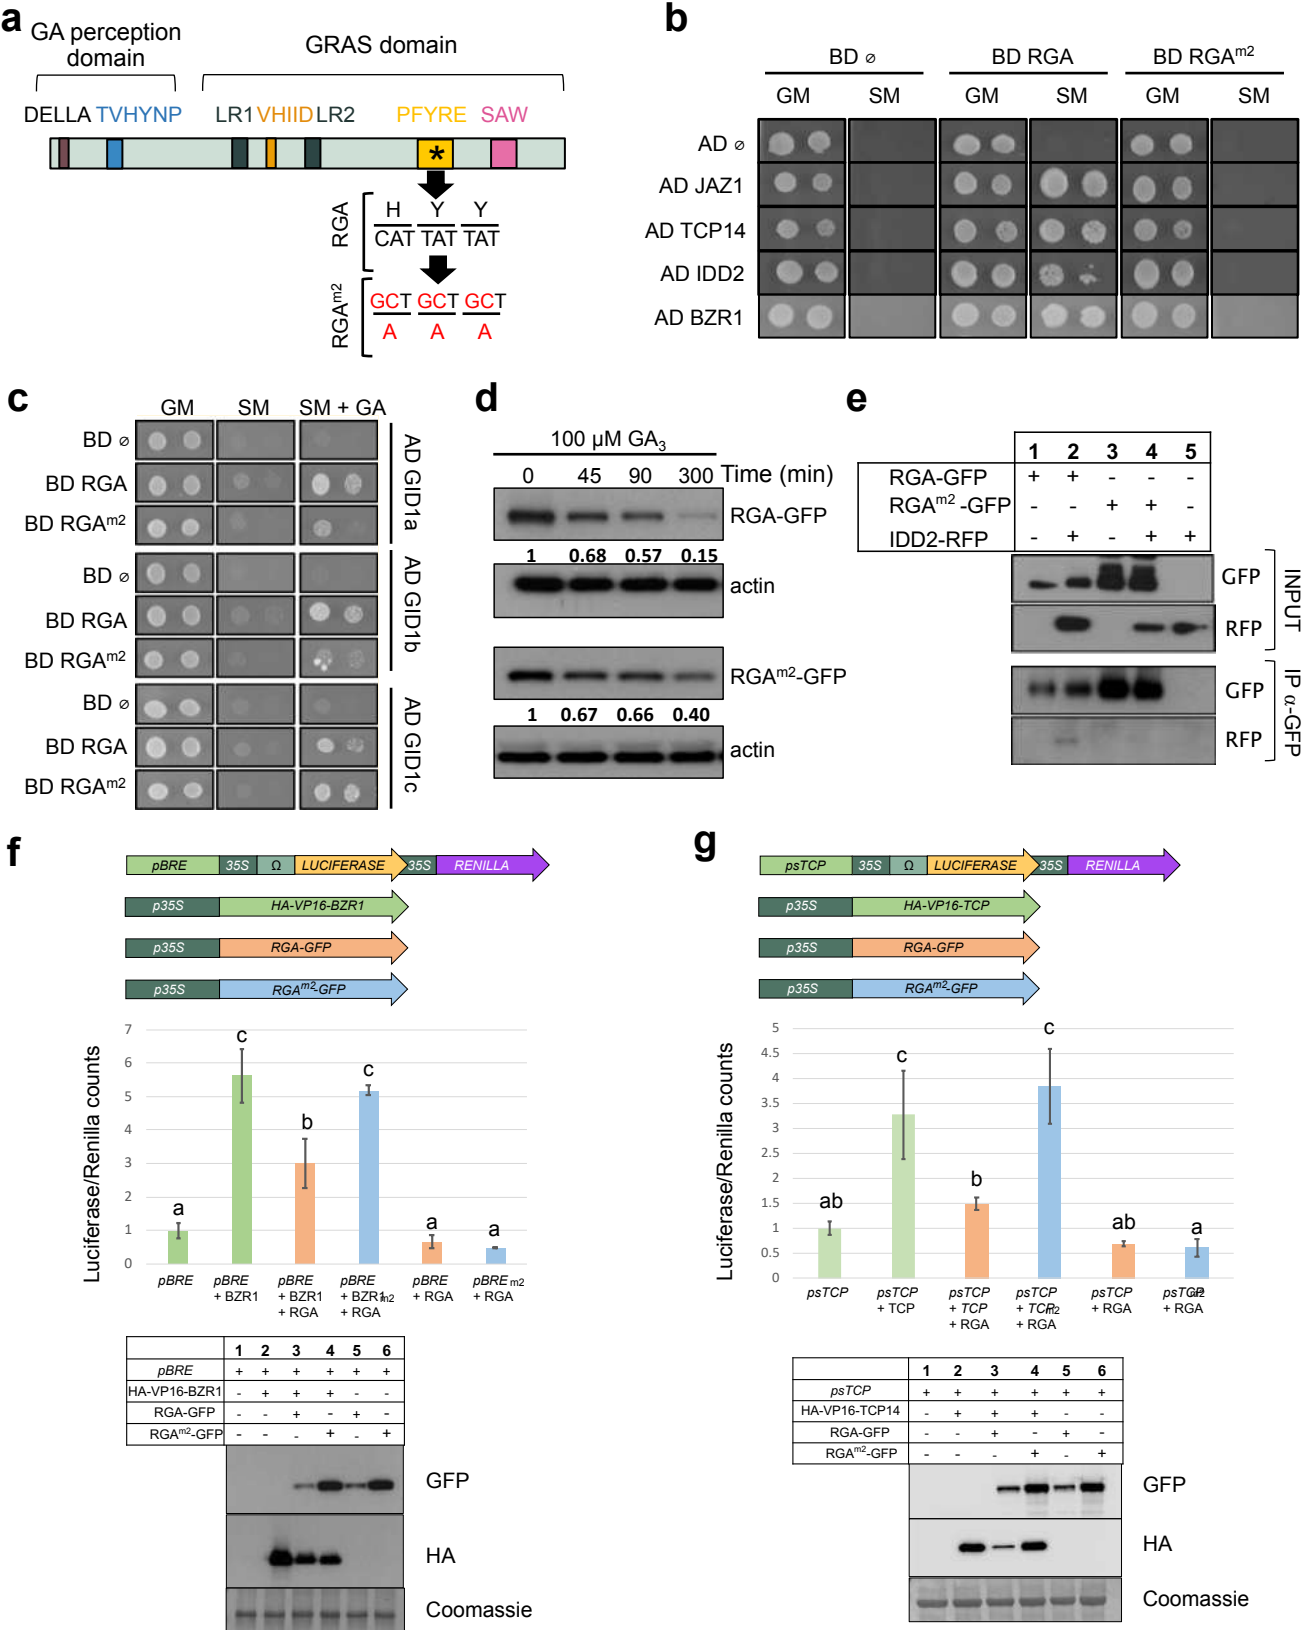 a
GA perception domain
GRAS domain
DELLA TVHYNP LR1 VHIID LR2 PFYRE SAW
*
RGA
H Y Y
CAT TAT TAT
RGAm2
GCT GCT GCT
A A A
b
BD ∅ BD RGA BD RGAm2
GM SM GM SM GM SM
AD ∅
AD JAZ1
AD TCP14
AD IDD2
AD BZR1
c
GM SM SM + GA
BD ∅
BD RGA
BD RGAm2
AD GID1a
BD ∅
BD RGA
BD RGAm2
AD GID1b
BD ∅
BD RGA
BD RGAm2
AD GID1c
d
100 µM GA3
0 45 90 300 Time (min)
RGA-GFP
1 0.68 0.57 0.15
actin
RGAm2-GFP
1 0.67 0.66 0.40
actin
e
1 2 3 4 5
RGA-GFP + + - - -
RGAm2 -GFP - - + + -
IDD2-RFP - + - + +
GFP
RFP
INPUT
GFP
RFP
IP α-GFP
f
pBRE 35S Ω LUCIFERASE 35S RENILLA
p35S HA-VP16-BZR1
p35S RGA-GFP
p35S RGAm2-GFP
Luciferase/Renilla counts
7
6
5
4
3
2
1
0
a c b c a a
pBRE
pBRE + BZR1
pBRE + BZR1 + RGA
pBRE + BZR1 + RGA m2
pBRE + RGA
pBRE + RGA m2
1 2 3 4 5 6
pBRE + + + + + +
HA-VP16-BZR1 - + + + - -
RGA-GFP - - + - + -
RGAm2-GFP - - - + - +
GFP
HA
Coomassie
g
psTCP 35S Ω LUCIFERASE 35S RENILLA
p35S HA-VP16-TCP
p35S RGA-GFP
p35S RGAm2-GFP
Luciferase/Renilla counts
5
4.5
4
3.5
3
2.5
2
1.5
1
0.5
0
ab c b c ab a
psTCP
psTCP + TCP
psTCP + TCP + RGA
psTCP + TCP + RGA m2
psTCP + RGA
psTCP + RGA m2
1 2 3 4 5 6
psTCP + + + + + +
HA-VP16-TCP14 - + + + - -
RGA-GFP - - + - + -
RGAm2-GFP - - - + - +
GFP
HA
Coomassie